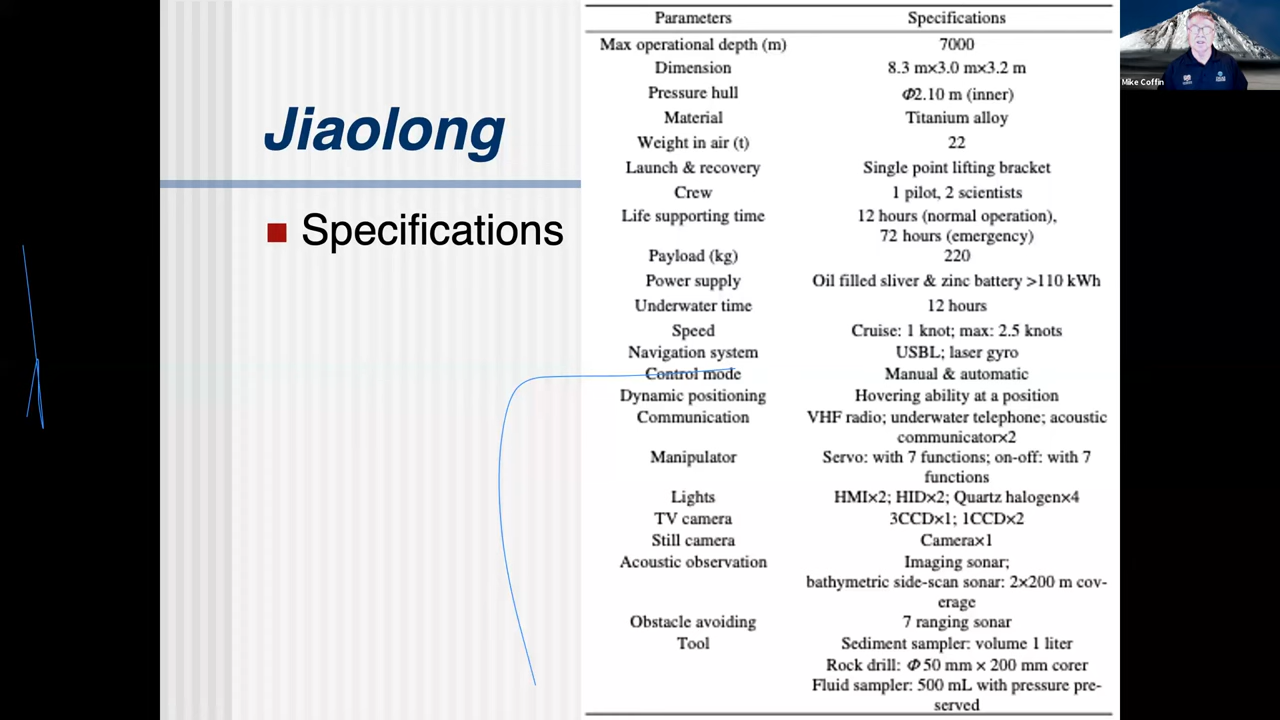 Jiaolong
Specifications
Parameters Specifications
Max operational depth (m) 7000
Dimension 8.3 m×3.0 m×3.2 m
Pressure hull Φ2.10 m (inner)
Material Titanium alloy
Weight in air (t) 22
Launch & recovery Single point lifting bracket
Crew 1 pilot, 2 scientists
Life supporting time 12 hours (normal operation),
72 hours (emergency)
Payload (kg) 220
Power supply Oil filled sliver & zinc battery >110 kWh
Underwater time 12 hours
Speed Cruise: 1 knot; max: 2.5 knots
Navigation system USBL; laser gyro
Control mode Manual & automatic
Dynamic positioning Hovering ability at a position
Communication VHF radio; underwater telephone; acoustic
communicator×2
Manipulator Servo: with 7 functions; on-off: with 7
functions
Lights HMI×2; HID×2; Quartz halogen×4
TV camera 3CCD×1; 1CCD×2
Still camera Camera×1
Acoustic observation Imaging sonar;
bathymetric side-scan sonar: 2×200 m cov-
erage
Obstacle avoiding 7 ranging sonar
Tool Sediment sampler: volume 1 liter
Rock drill: Φ 50 mm × 200 mm corer
Fluid sampler: 500 mL with pressure pre-
served
Mike Coffin